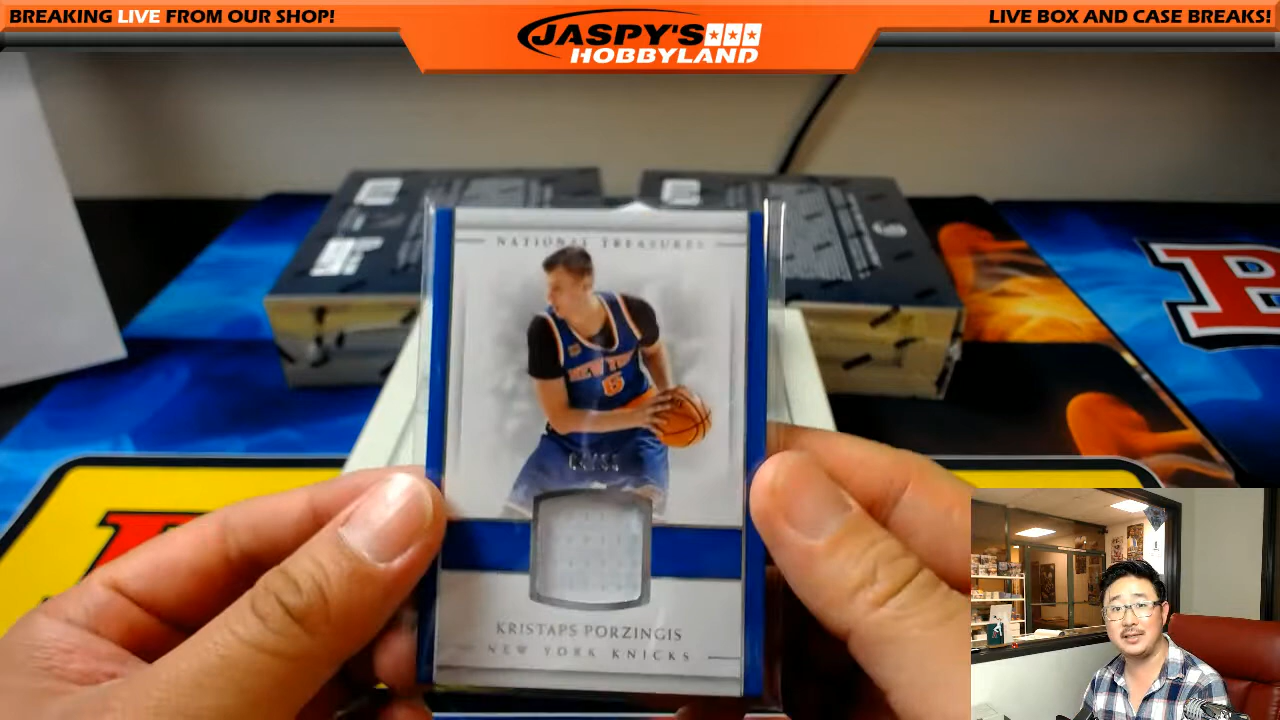 BREAKING LIVE FROM OUR SHOP!
JASPY'S
HOBBYLAND
LIVE BOX AND CASE BREAKS!
NATIONAL TREASURES
NEW YORK
6
KRISTAPS PORZINGIS
NEW YORK KNICKS